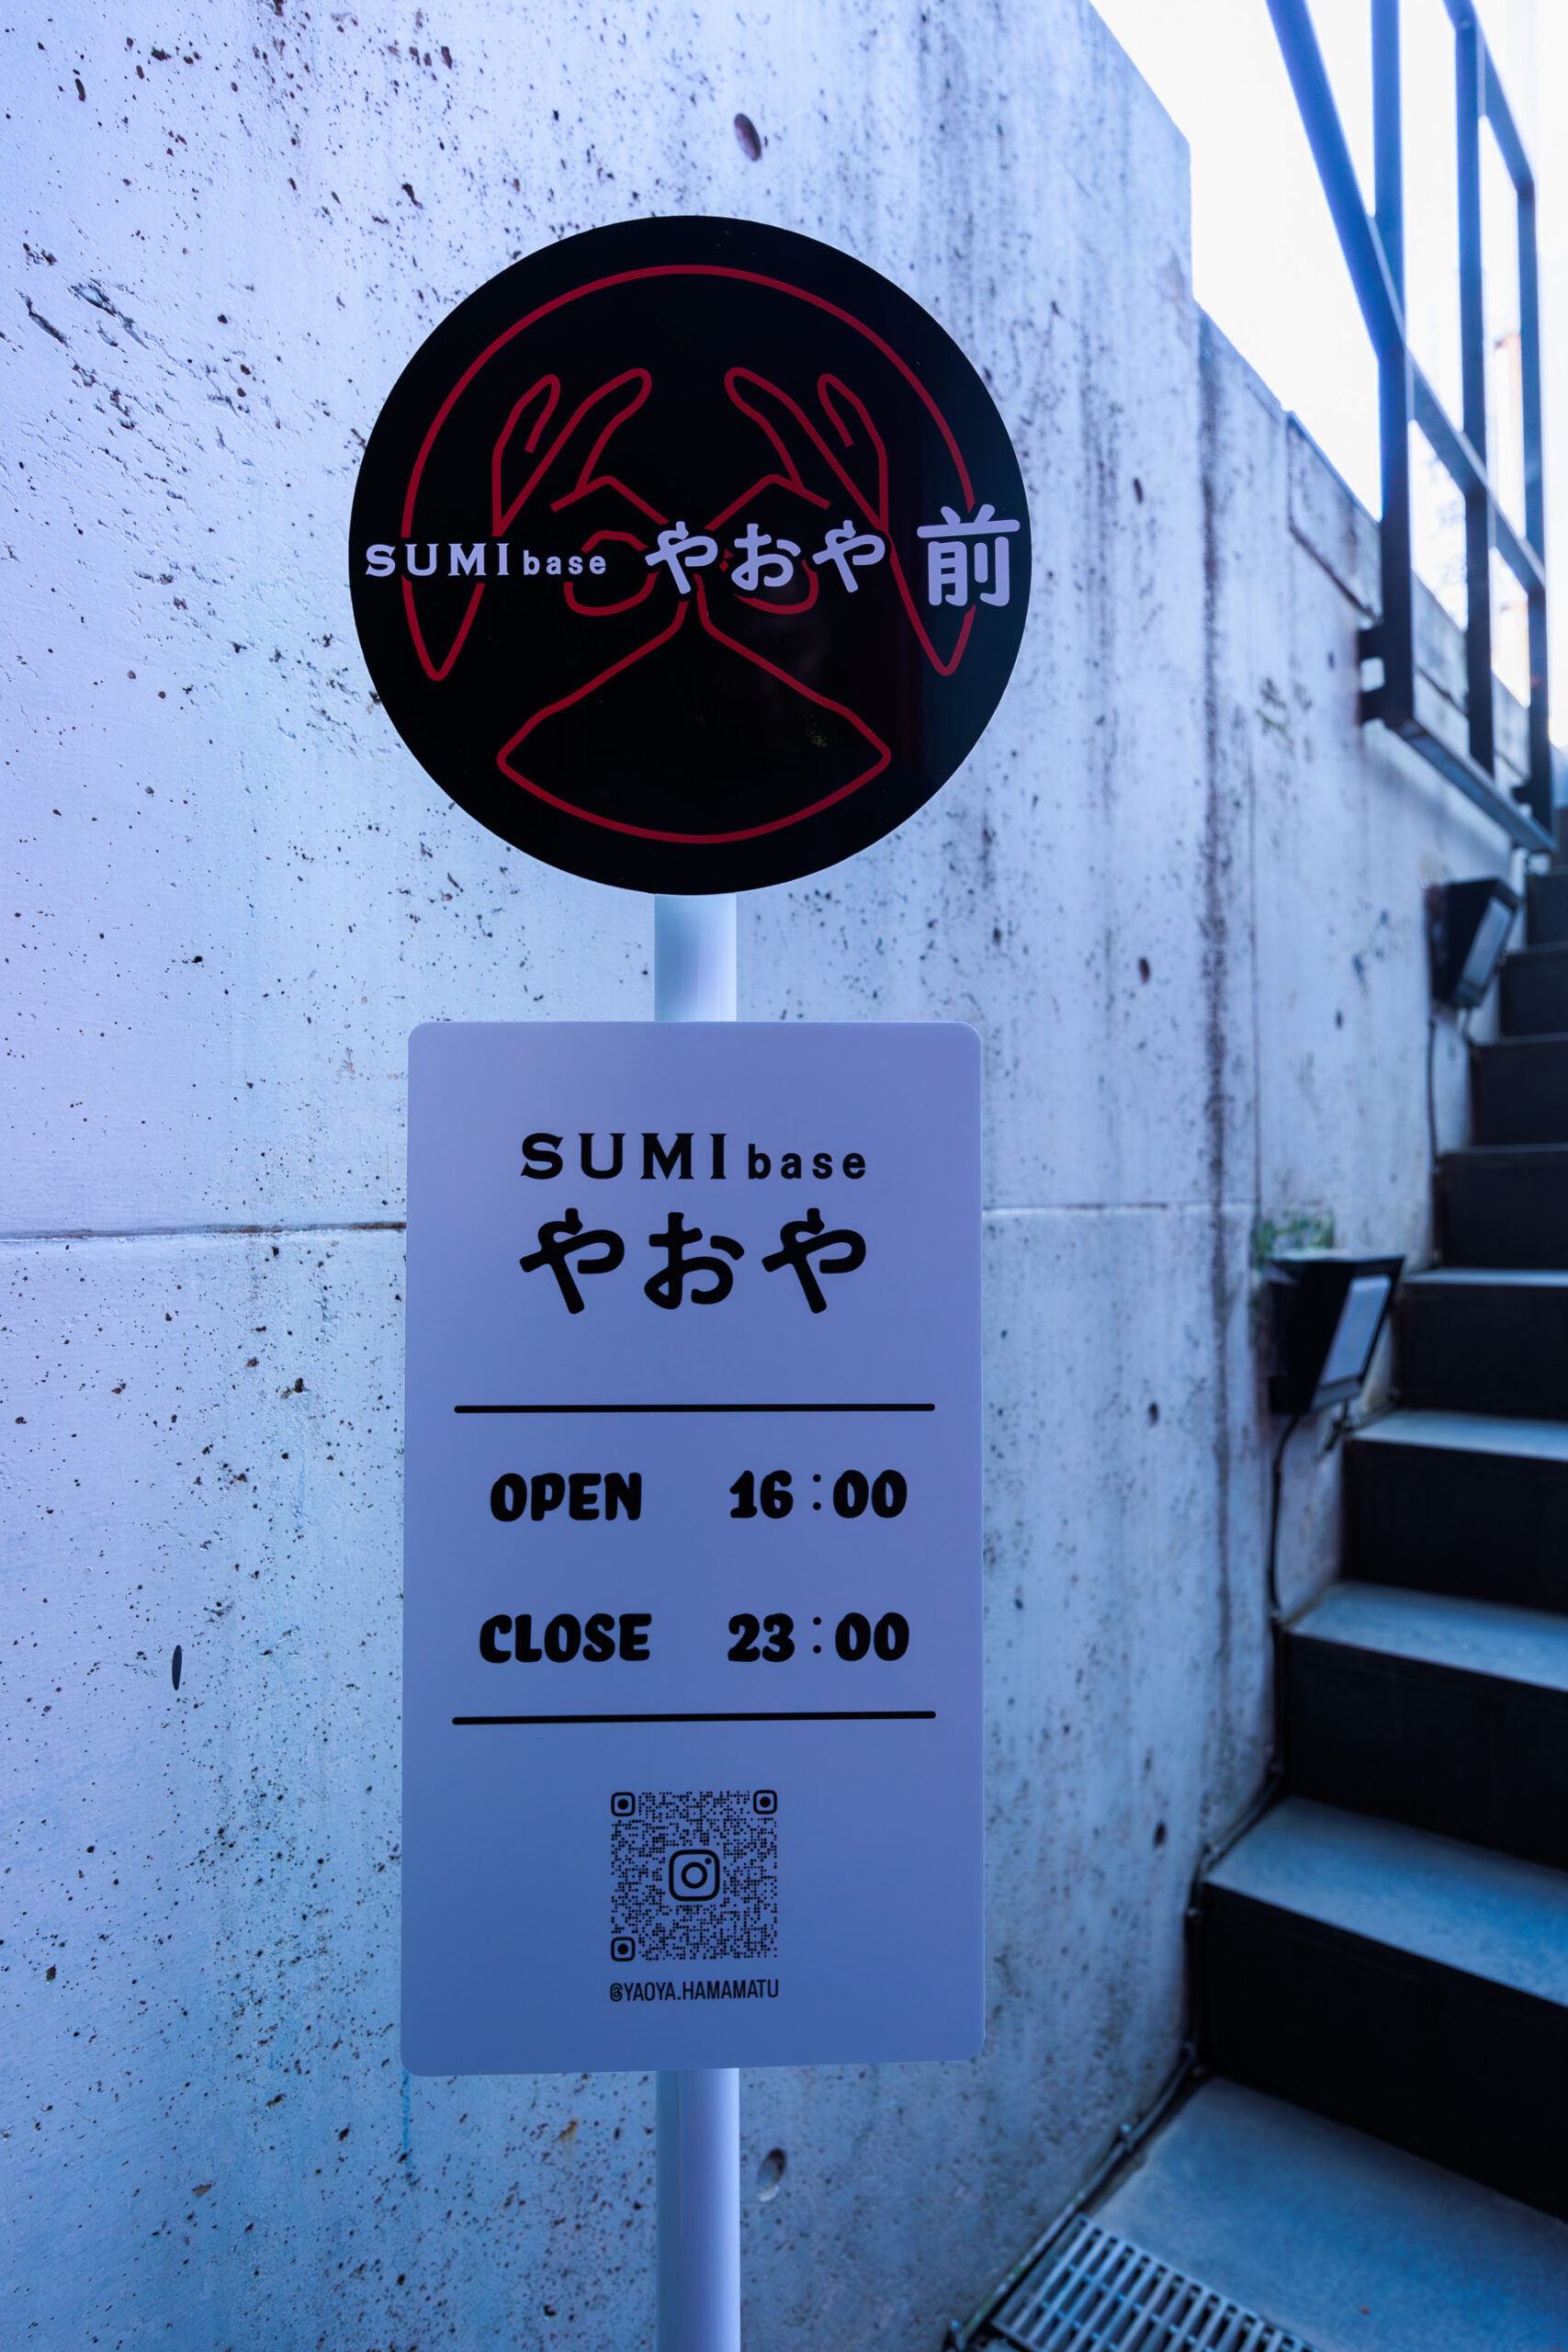 SUMI base やおや 前
SUMI base
やおや
OPEN 16:00
CLOSE 23:00
@YAOYA.HAMAMATU